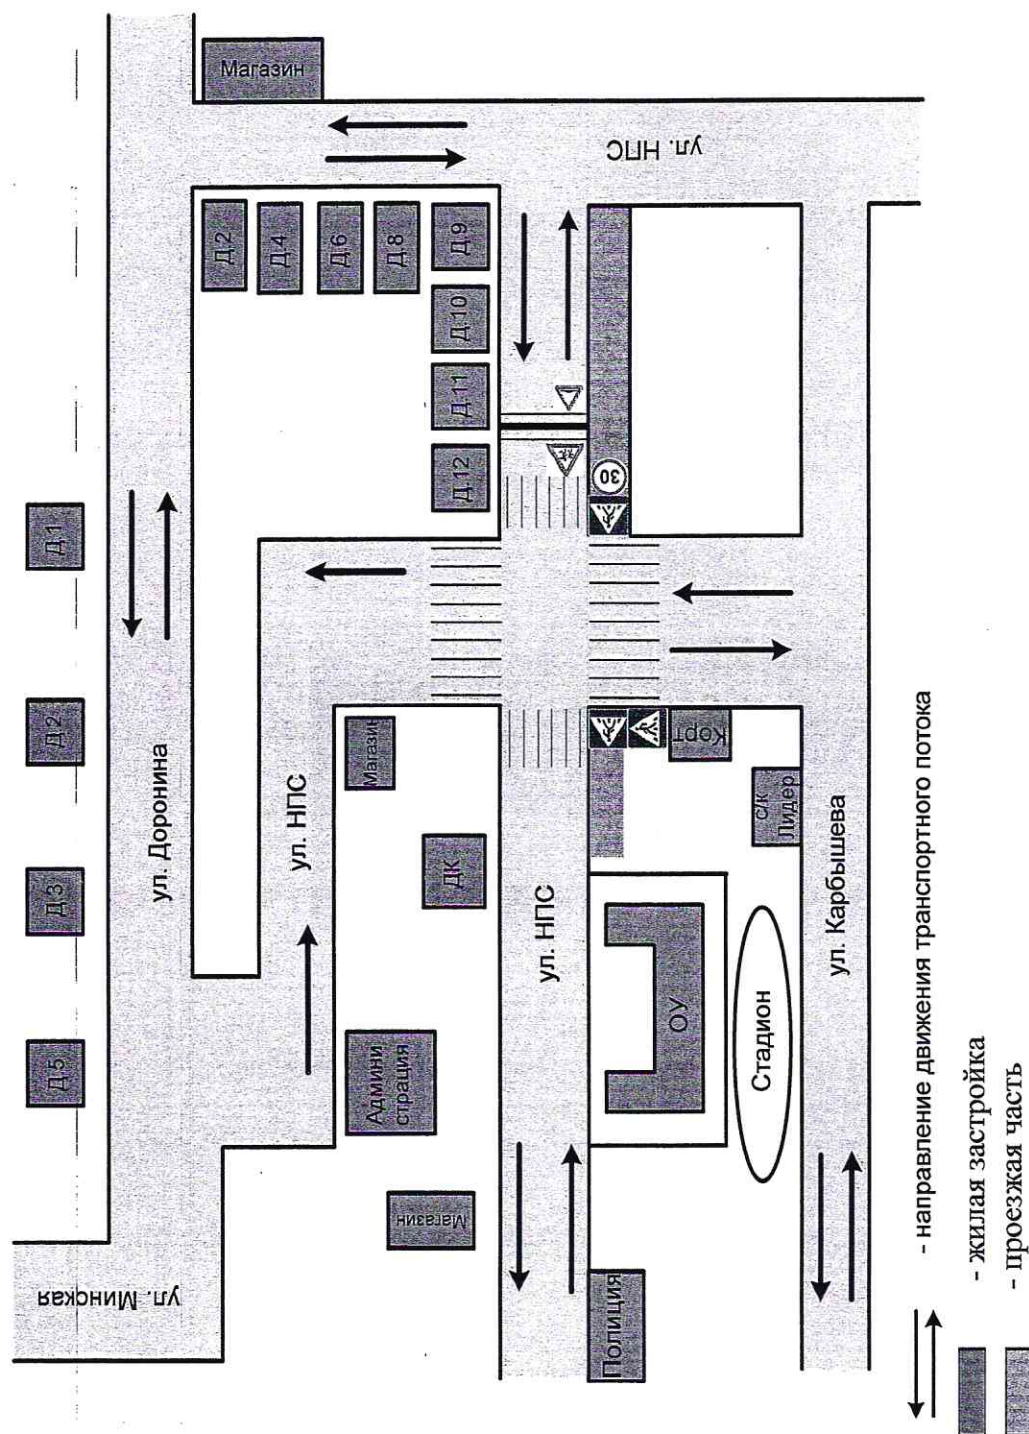 Магазин
ул. НПС
Д.2
Д.4
Д.6
Д.8
Д.9
Д.10
Д.11
Д.12
30
Д.1
Д.2
Д.3
Д.5
ул. Доронина
ул. НПС
Магазин
ДК
Админи
страция
Магазин
ул. Минская
ул. НПС
Корт
с/к
Лидер
ОУ
Стадион
Полиция
ул. Карбышева
- направление движения транспортного потока
- жилая застройка
- проезжая часть